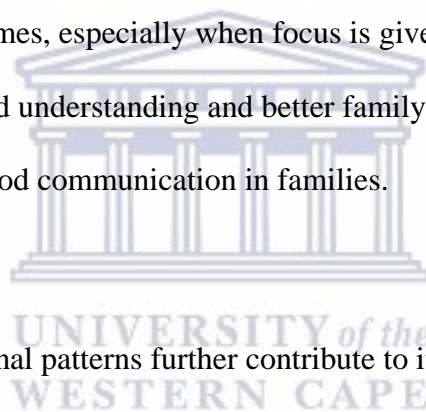 mes, especially when focus is give
d understanding and better family
od communication in families.
UNIVERSITY of the
nal patterns further contribute to i
WESTERN CAPE